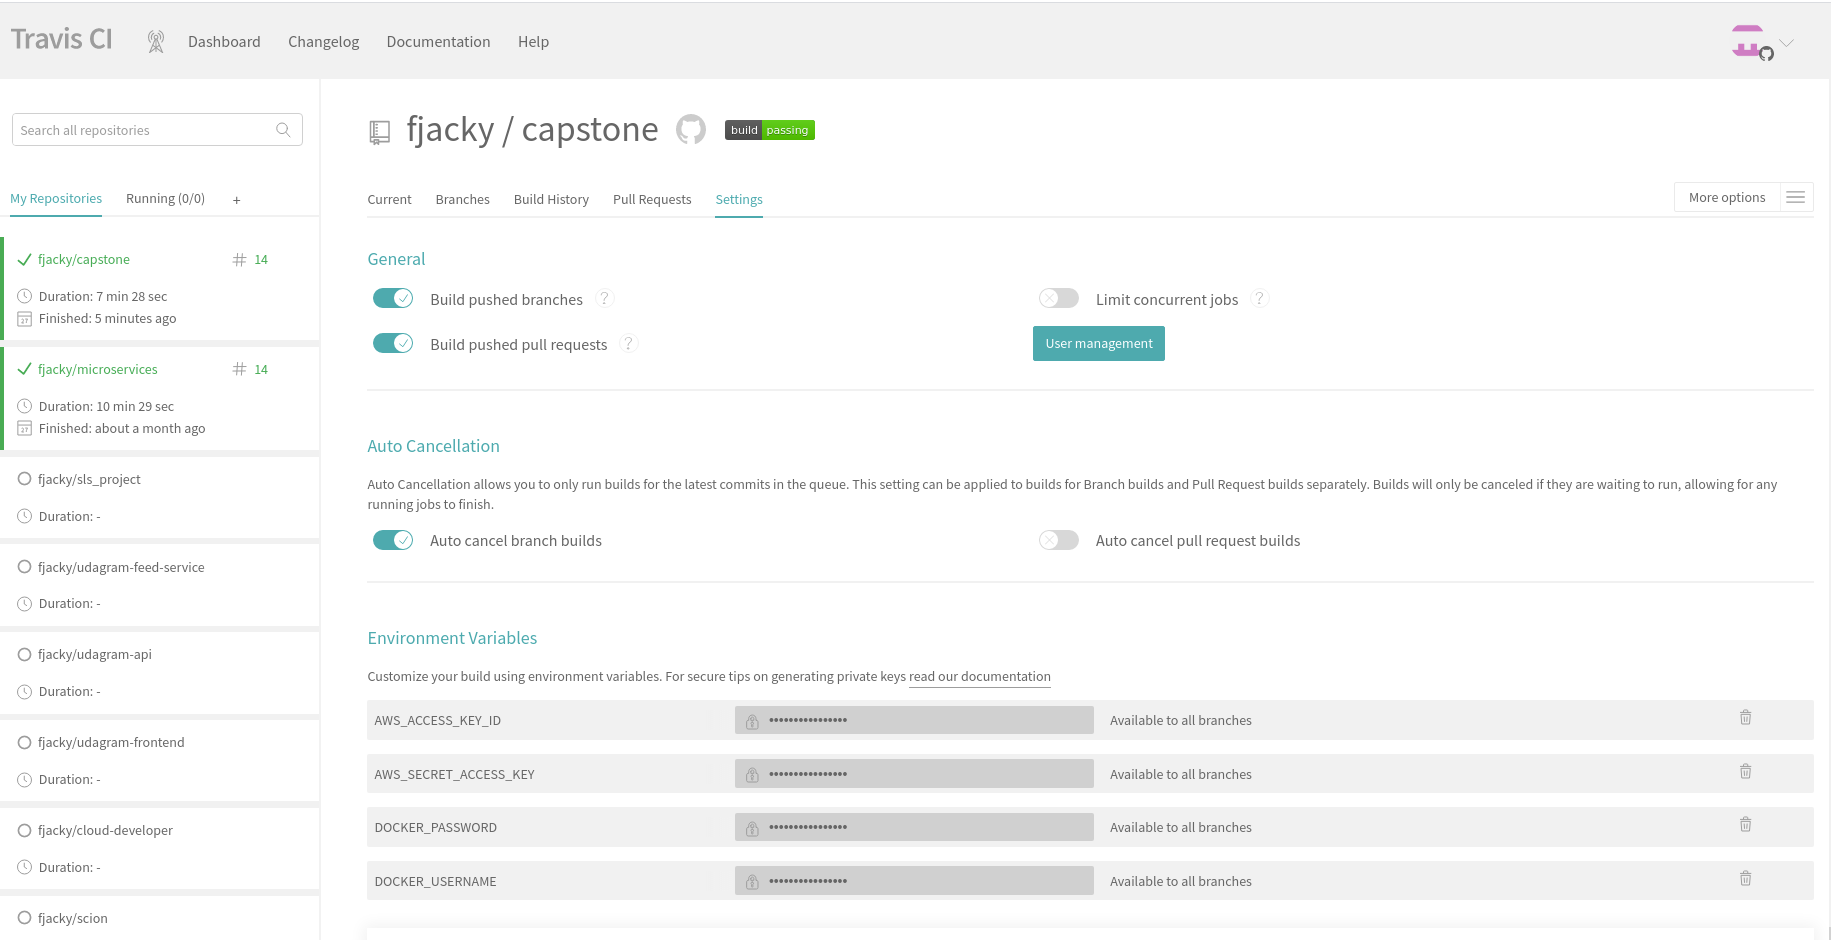 Travis CI
Dashboard Changelog Documentation Help
Search all repositories
My Repositories Running (0/0) +
fjacky/capstone # 14
Duration: 7 min 28 sec
Finished: 5 minutes ago
fjacky/microservices # 14
Duration: 10 min 29 sec
Finished: about a month ago
fjacky/sls_project
Duration: -
fjacky/udagram-feed-service
Duration: -
fjacky/udagram-api
Duration: -
fjacky/udagram-frontend
Duration: -
fjacky/cloud-developer
Duration: -
fjacky/scion
fjacky / capstone build passing
Current Branches Build History Pull Requests Settings More options
General
Build pushed branches ? Limit concurrent jobs ?
Build pushed pull requests ? User management
Auto Cancellation
Auto Cancellation allows you to only run builds for the latest commits in the queue. This setting can be applied to builds for Branch builds and Pull Request builds separately. Builds will only be canceled if they are waiting to run, allowing for any
running jobs to finish.
Auto cancel branch builds Auto cancel pull request builds
Environment Variables
Customize your build using environment variables. For secure tips on generating private keys read our documentation
AWS_ACCESS_KEY_ID •••••••••••••••• Available to all branches
AWS_SECRET_ACCESS_KEY •••••••••••••••• Available to all branches
DOCKER_PASSWORD •••••••••••••••• Available to all branches
DOCKER_USERNAME •••••••••••••••• Available to all branches